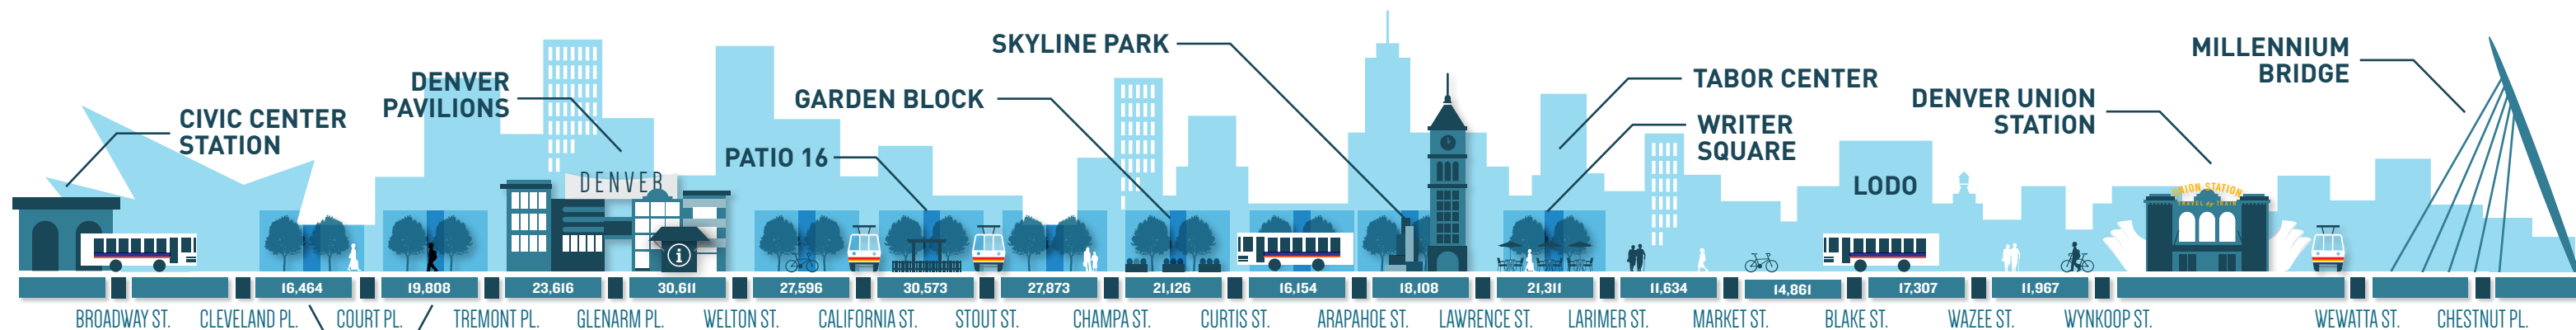 CIVIC CENTER
STATION
DENVER
PAVILIONS
DENVER
PATIO 16
GARDEN BLOCK
SKYLINE PARK
TABOR CENTER
WRITER
SQUARE
LODO
DENVER UNION
STATION
UNION STATION
TRAVEL by TRAIN
MILLENNIUM
BRIDGE
i
16,464 19,808 23,616 30,611 27,596 30,573 27,873 21,126 16,154 18,108 21,311 11,634 14,861 17,307 11,967
BROADWAY ST. CLEVELAND PL. COURT PL. TREMONT PL. GLENARM PL. WELTON ST. CALIFORNIA ST. STOUT ST. CHAMPA ST. CURTIS ST. ARAPAHOE ST. LAWRENCE ST. LARIMER ST. MARKET ST. BLAKE ST. WAZEE ST. WYNKOOP ST. WEWATTA ST. CHESTNUT PL.